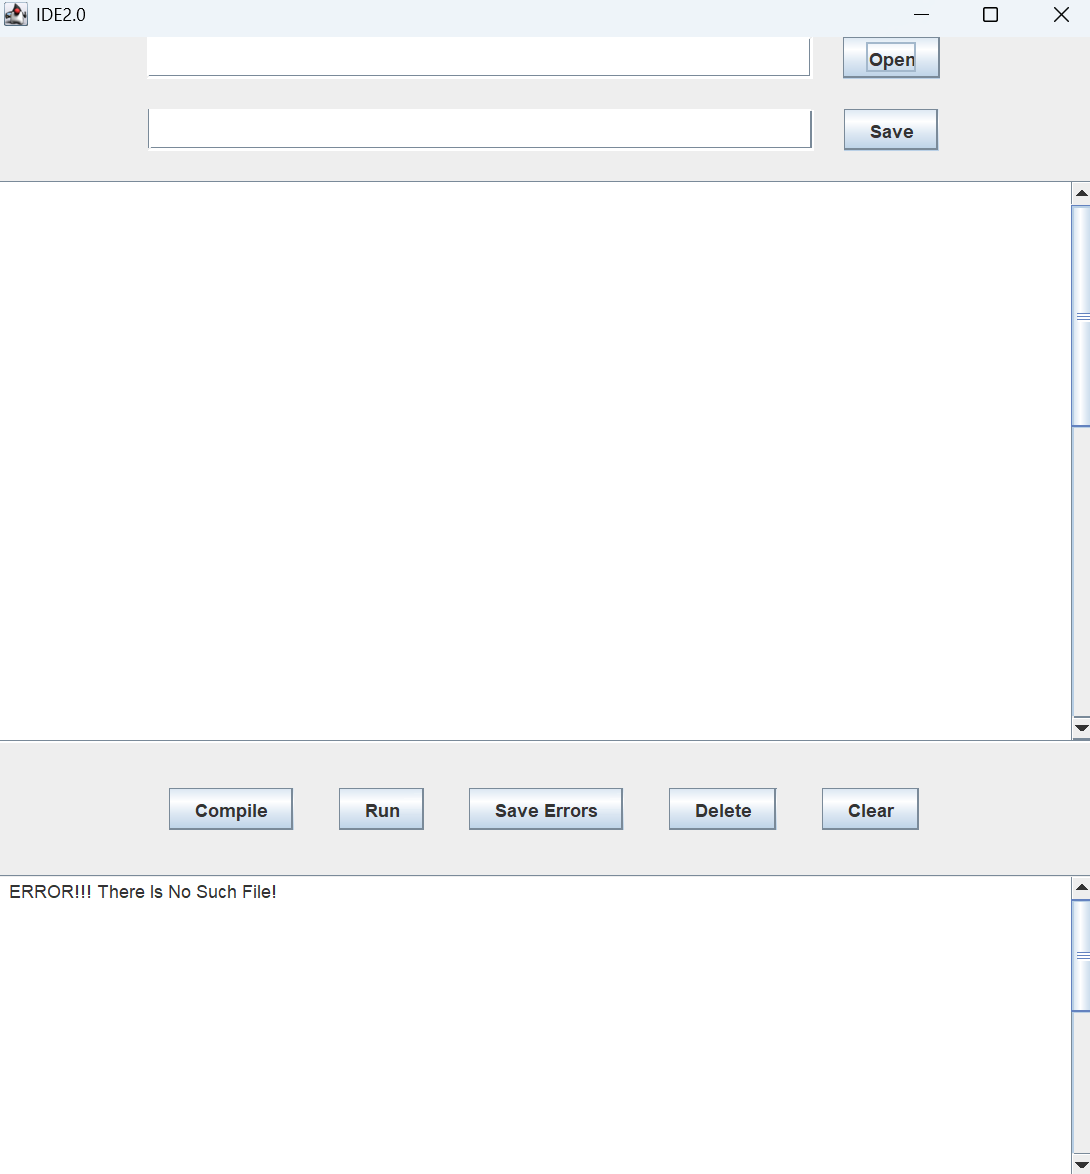 IDE2.0
Open
Save
Compile Run Save Errors Delete Clear
ERROR!!! There Is No Such File!